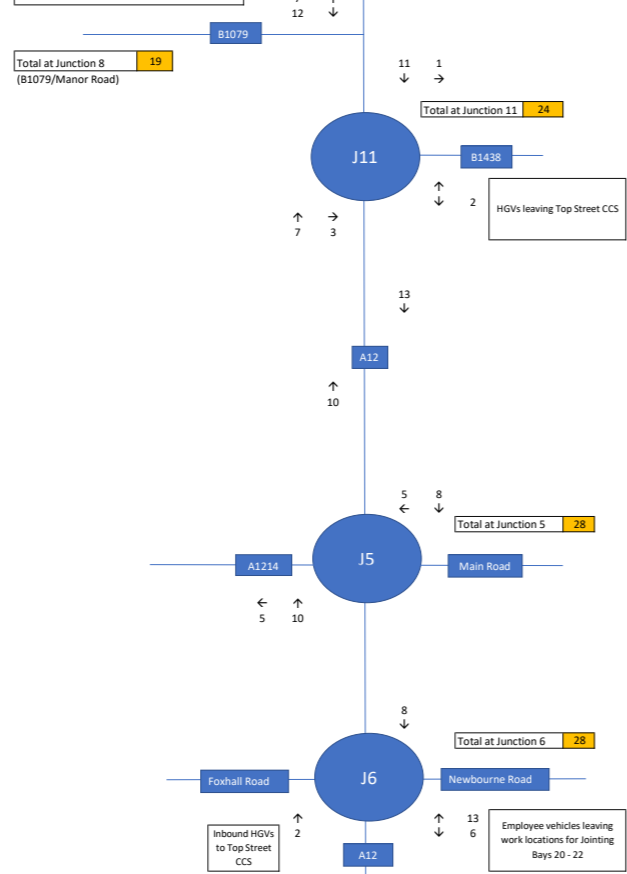 12 ↓
B1079
Total at Junction 8 19
(B1079/Manor Road)
11 1
↓ →
Total at Junction 11 24
J11
B1438
↑
↓ 2
HGVs leaving Top Street CCS
↑ →
7 3
13
↓
A12
↑
10
5 8
← ↓
Total at Junction 5 28
A1214
J5
Main Road
← ↑
5 10
8
↓
Total at Junction 6 28
Foxhall Road
J6
Newbourne Road
Inbound HGVs
to Top Street
CCS
↑
2
↑ 13
↓ 6
Employee vehicles leaving
work locations for Jointing
Bays 20 - 22
A12